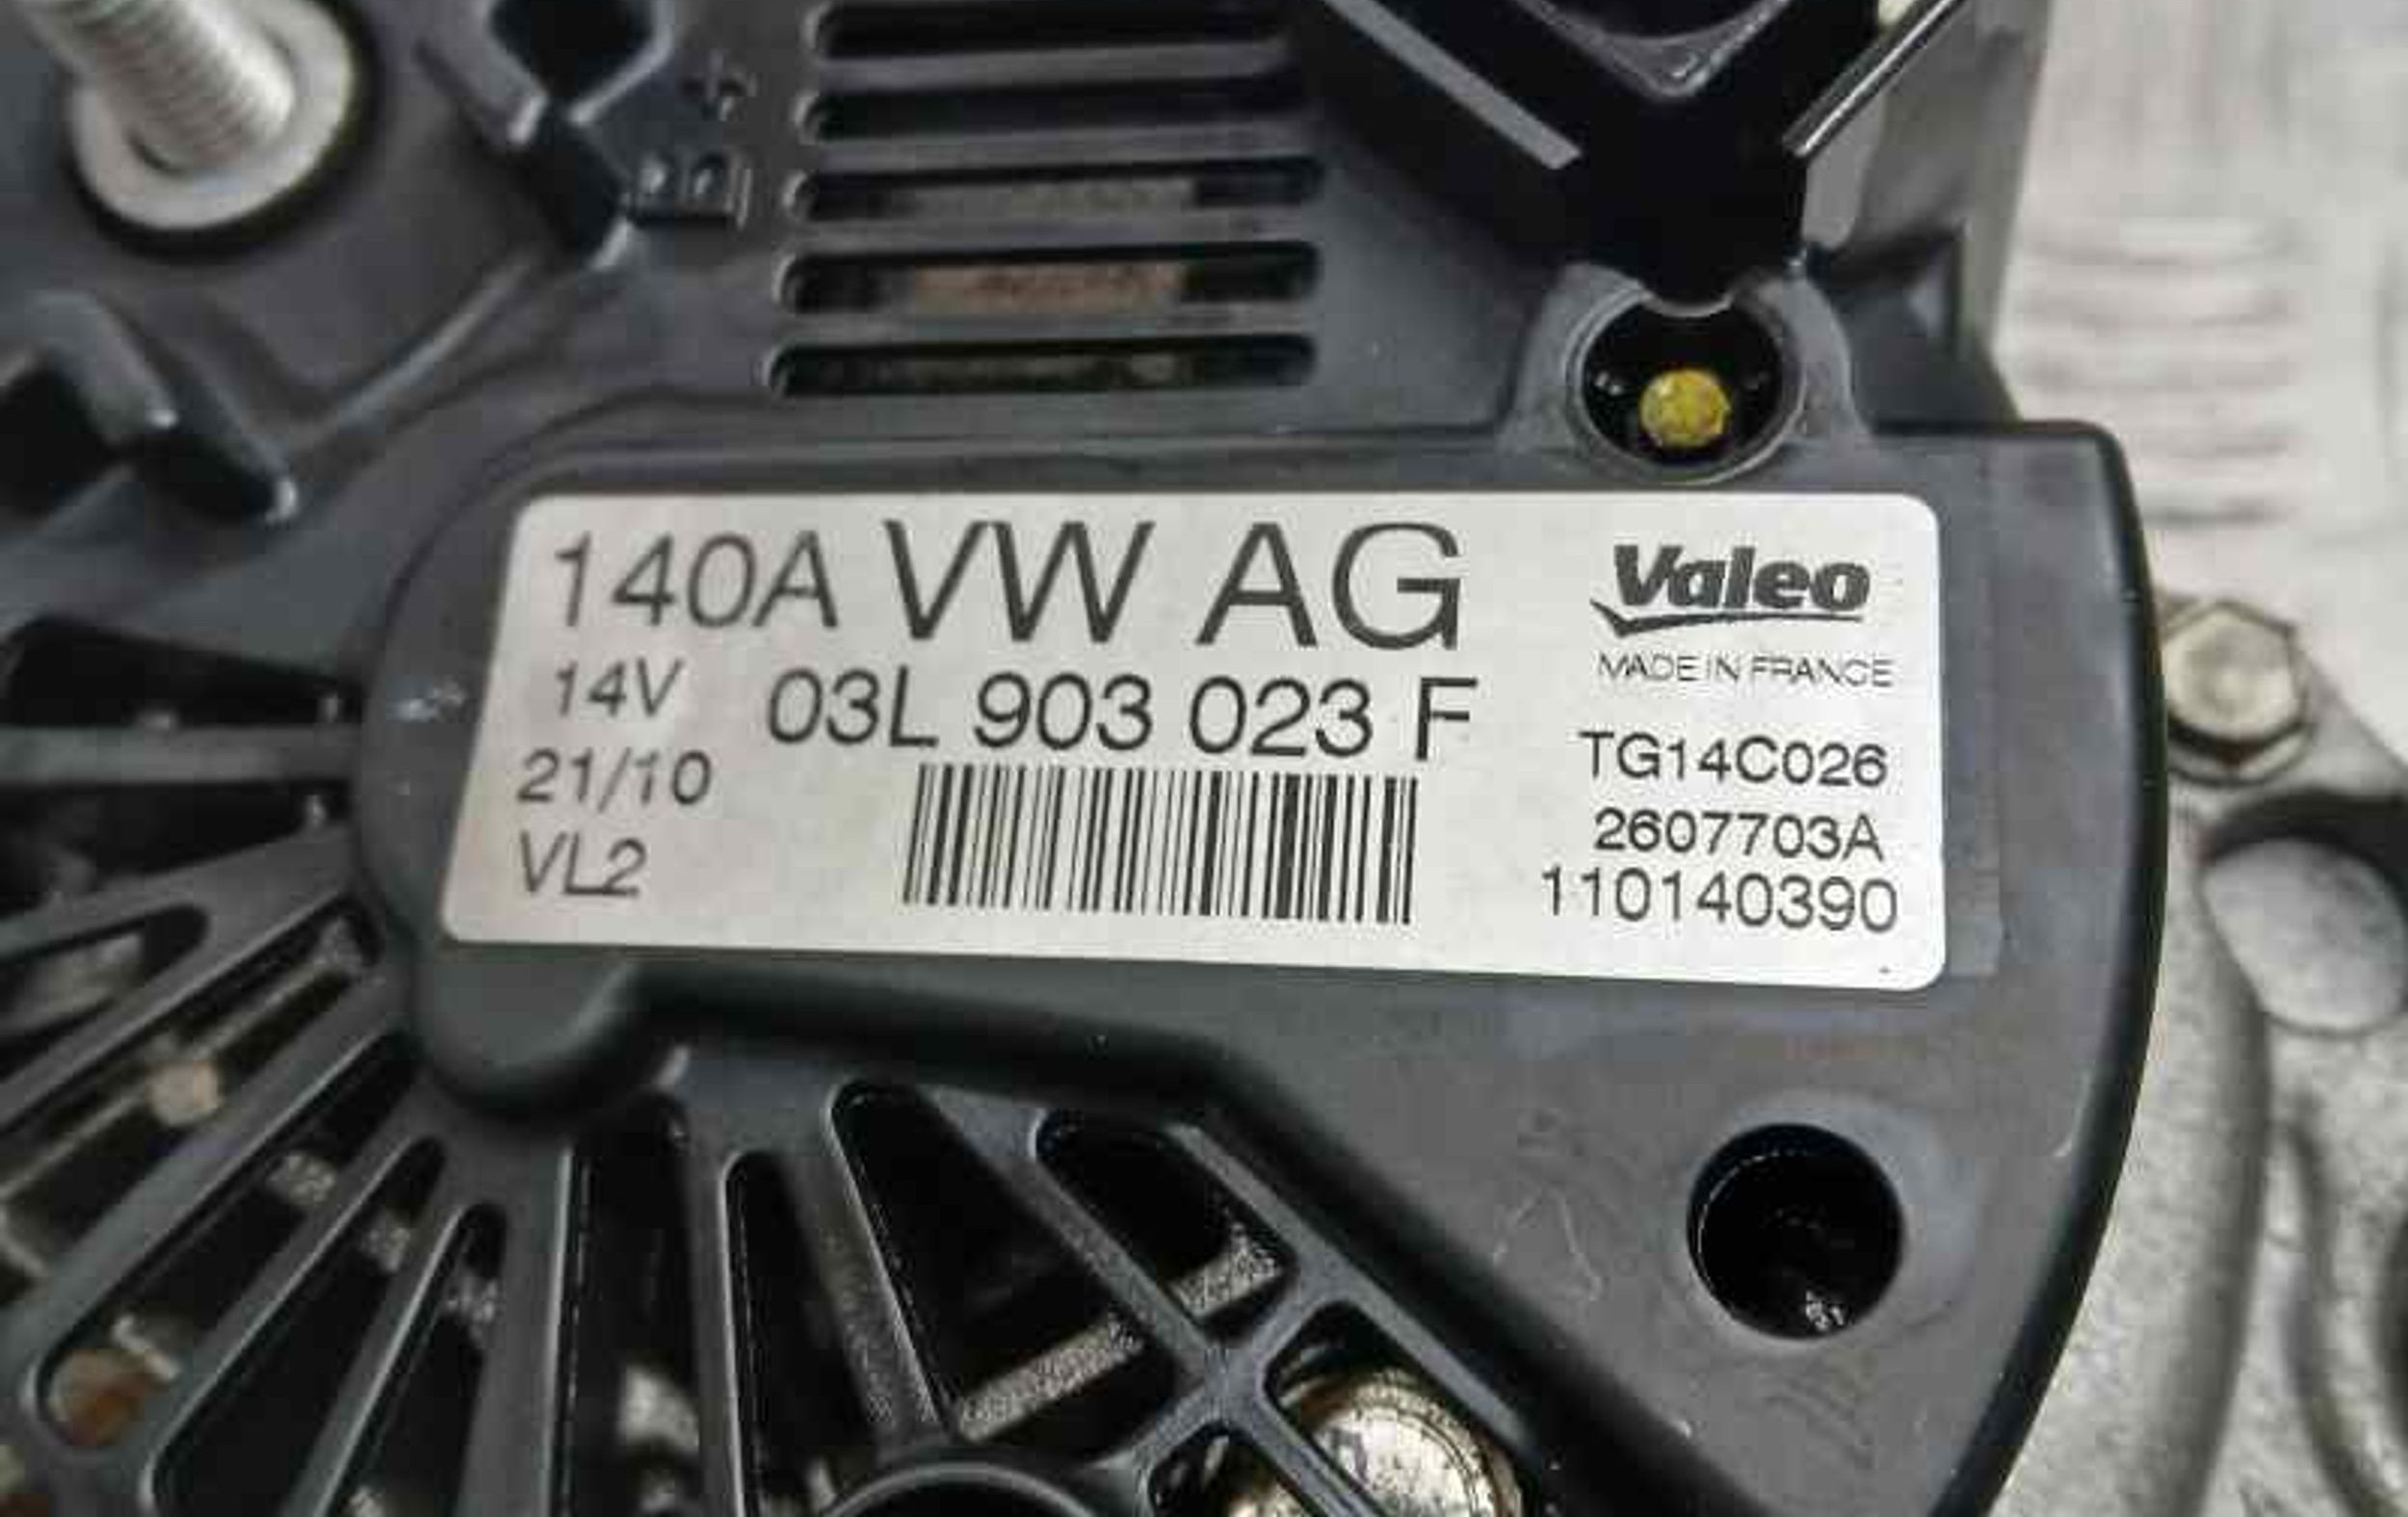 B+
140A VW AG
14V 03L 903 023 F
21/10
VL2
Valeo
MADE IN FRANCE
TG14C026
2607703A
110140390